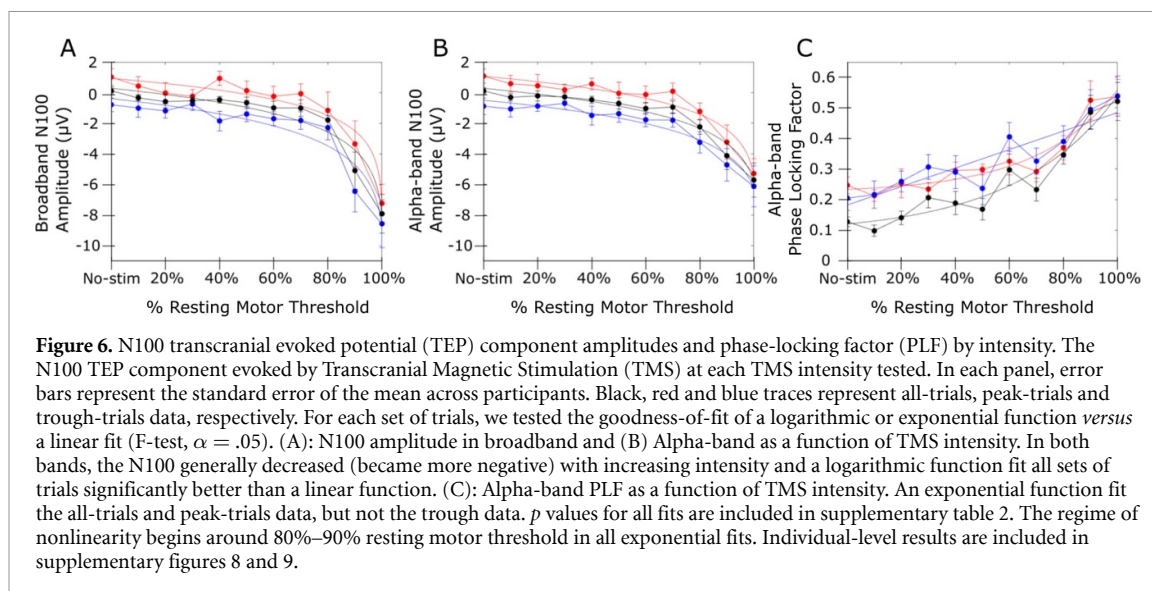 A
B
C
2
0
-2
-4
-6
-8
-10
Broadband N100
Amplitude (µV)
No-stim 20% 40% 60% 80% 100%
% Resting Motor Threshold
2
0
-2
-4
-6
-8
-10
Alpha-band N100
Amplitude (µV)
No-stim 20% 40% 60% 80% 100%
% Resting Motor Threshold
0.6
0.5
0.4
0.3
0.2
0.1
0
Alpha-band
Phase Locking Factor
No-stim 20% 40% 60% 80% 100%
% Resting Motor Threshold
Figure 6. N100 transcranial evoked potential (TEP) component amplitudes and phase-locking factor (PLF) by intensity. The
N100 TEP component evoked by Transcranial Magnetic Stimulation (TMS) at each TMS intensity tested. In each panel, error
bars represent the standard error of the mean across participants. Black, red and blue traces represent all-trials, peak-trials and
trough-trials data, respectively. For each set of trials, we tested the goodness-of-fit of a logarithmic or exponential function versus
a linear fit (F-test, α = .05). (A): N100 amplitude in broadband and (B) Alpha-band as a function of TMS intensity. In both
bands, the N100 generally decreased (became more negative) with increasing intensity and a logarithmic function fit all sets of
trials significantly better than a linear function. (C): Alpha-band PLF as a function of TMS intensity. An exponential function fit
the all-trials and peak-trials data, but not the trough data. p values for all fits are included in supplementary table 2. The regime of
nonlinearity begins around 80%–90% resting motor threshold in all exponential fits. Individual-level results are included in
supplementary figures 8 and 9.